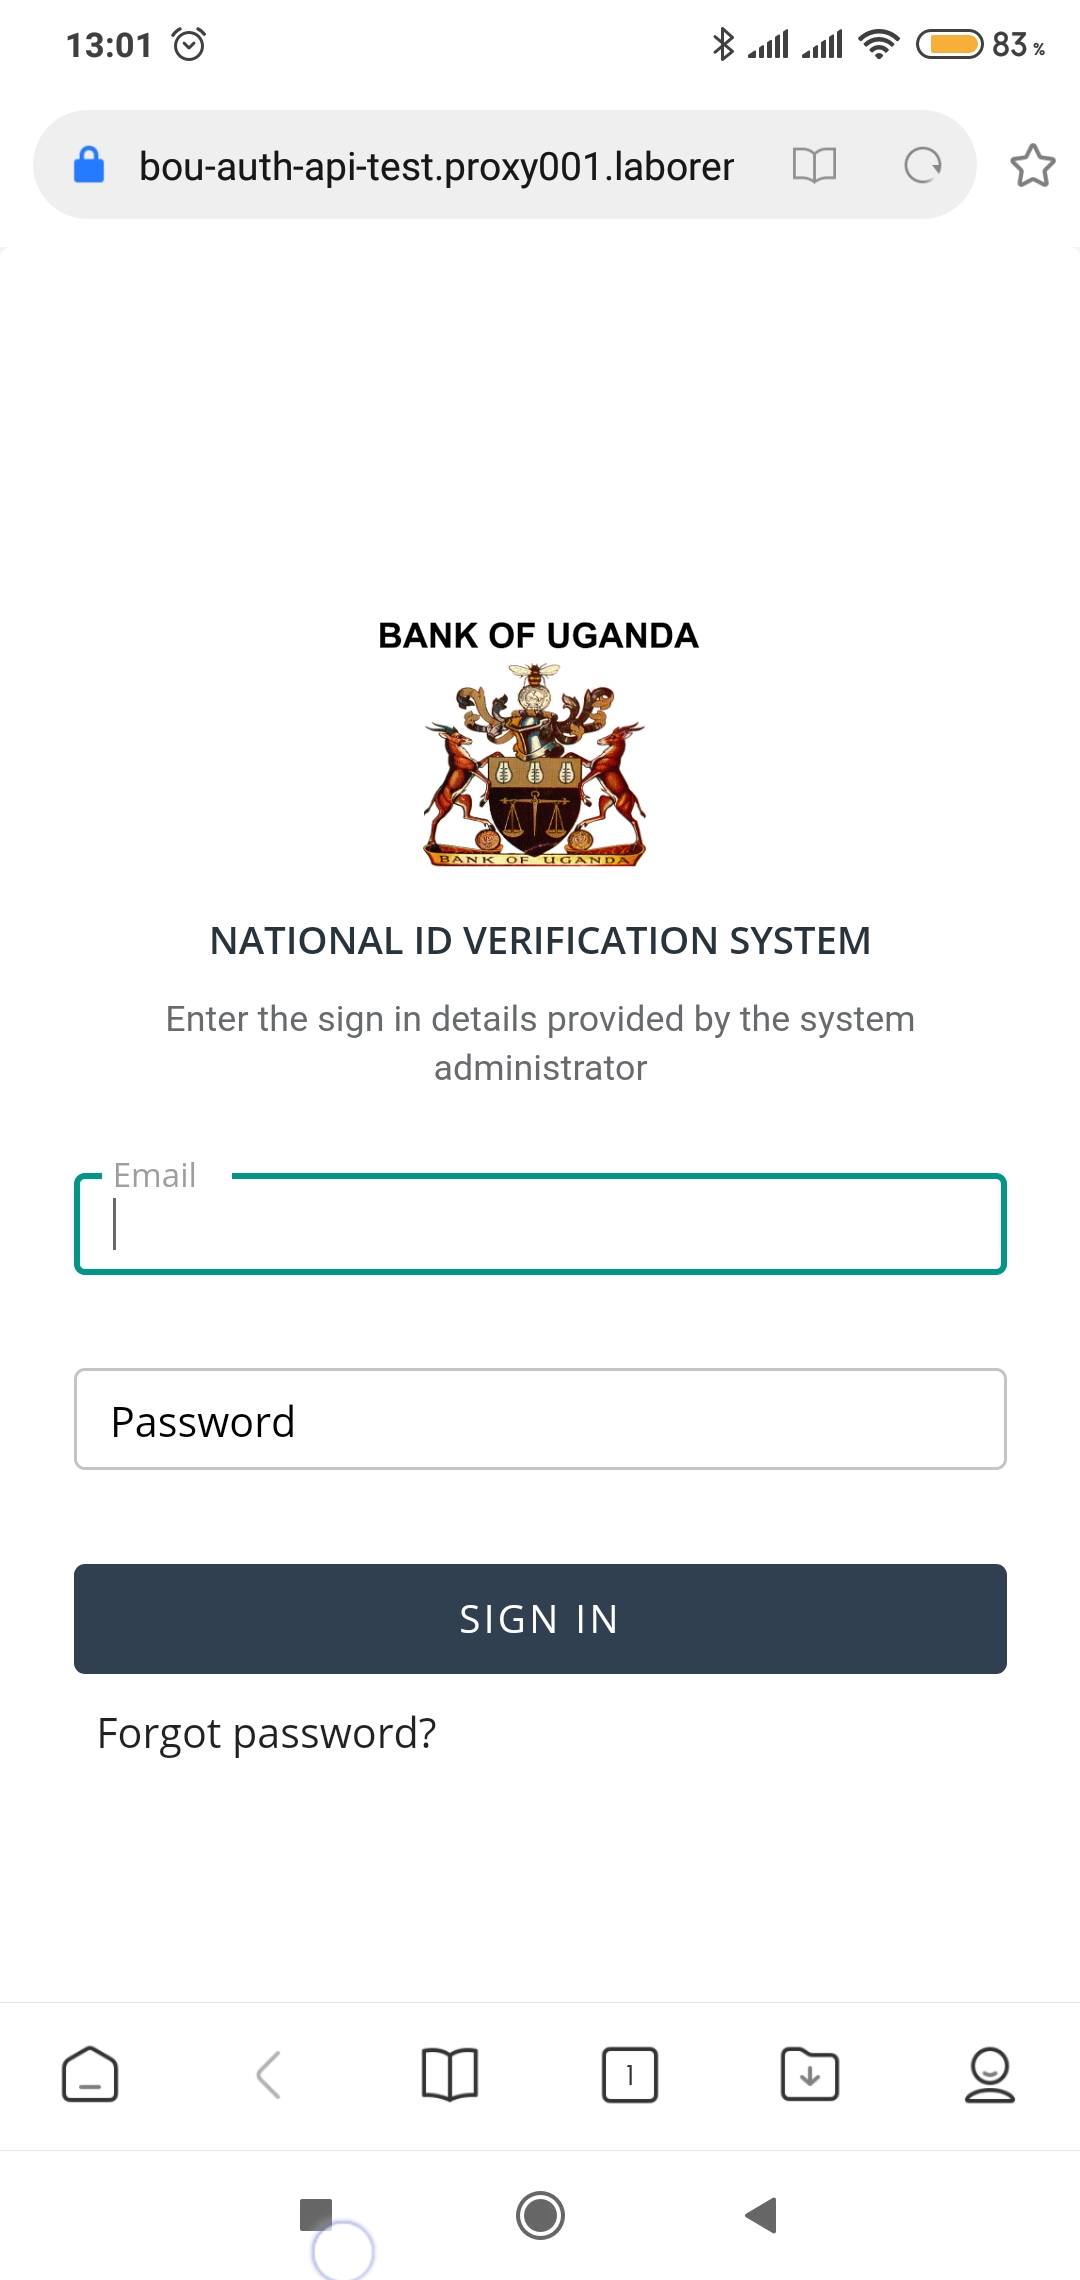 13:01
83 %
bou-auth-api-test.proxy001.laborer
BANK OF UGANDA
BANK OF UGANDA
NATIONAL ID VERIFICATION SYSTEM
Enter the sign in details provided by the system
administrator
Email
Password
SIGN IN
Forgot password?
1